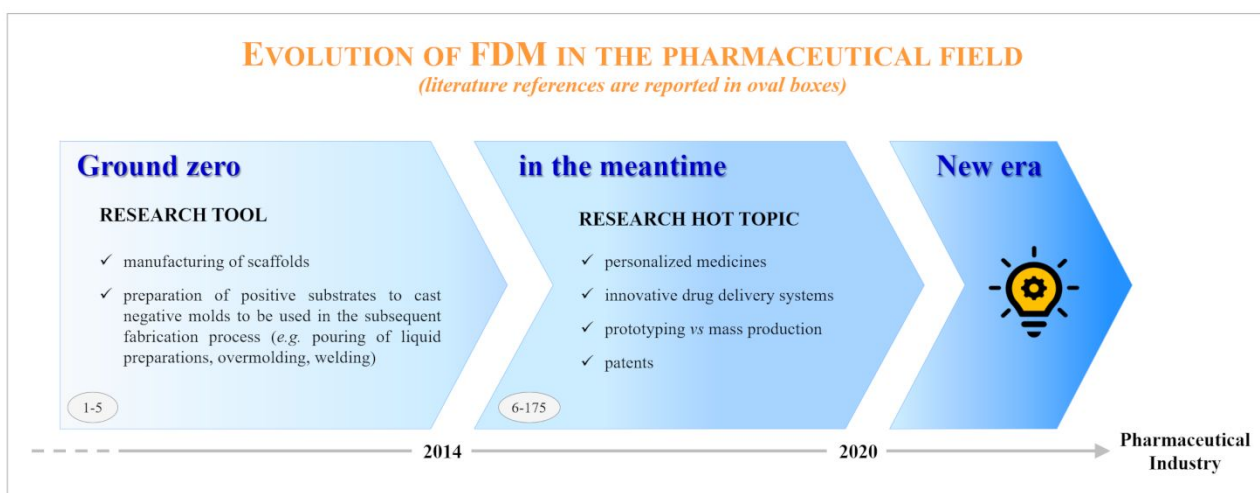 EVOLUTION OF FDM IN THE PHARMACEUTICAL FIELD
(literature references are reported in oval boxes)
Ground zero
RESEARCH TOOL
✓ manufacturing of scaffolds
✓ preparation of positive substrates to cast
negative molds to be used in the subsequent
fabrication process (e.g. pouring of liquid
preparations, overmolding, welding)
1-5
in the meantime
RESEARCH HOT TOPIC
✓ personalized medicines
✓ innovative drug delivery systems
✓ prototyping vs mass production
✓ patents
6-175
New era
2014
2020
Pharmaceutical
Industry